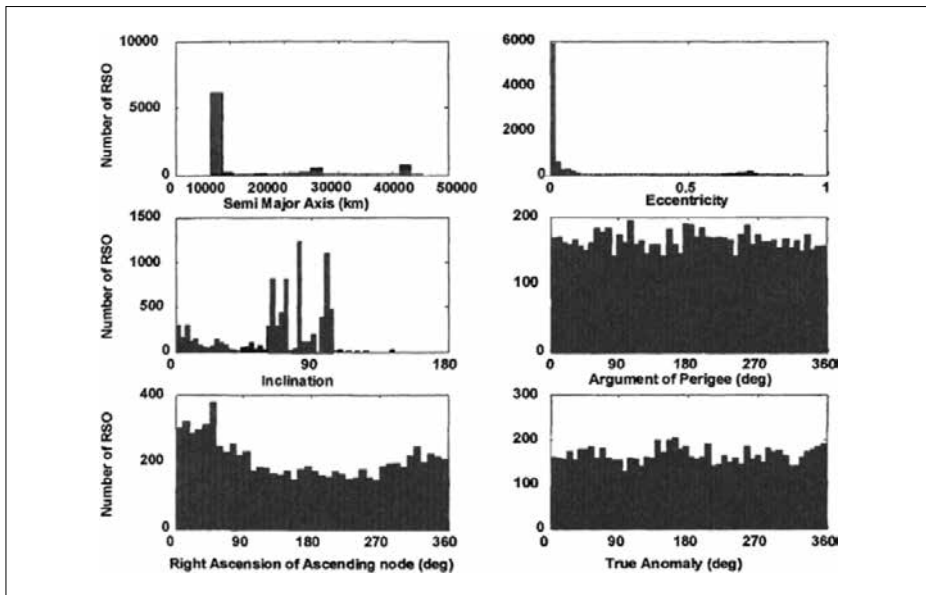 10000
5000
0
Number of RSO
0 10000 20000 30000 40000 50000
Semi Major Axis (km)
6000
4000
2000
0
0 0.5 1
Eccentricity
1500
1000
500
0
Number of RSO
0 90 180
Inclination
200
100
0
0 90 180 270 360
Argument of Perigee (deg)
400
200
0
Number of RSO
0 90 180 270 360
Right Ascension of Ascending node (deg)
300
200
100
0
0 90 180 270 360
True Anomaly (deg)